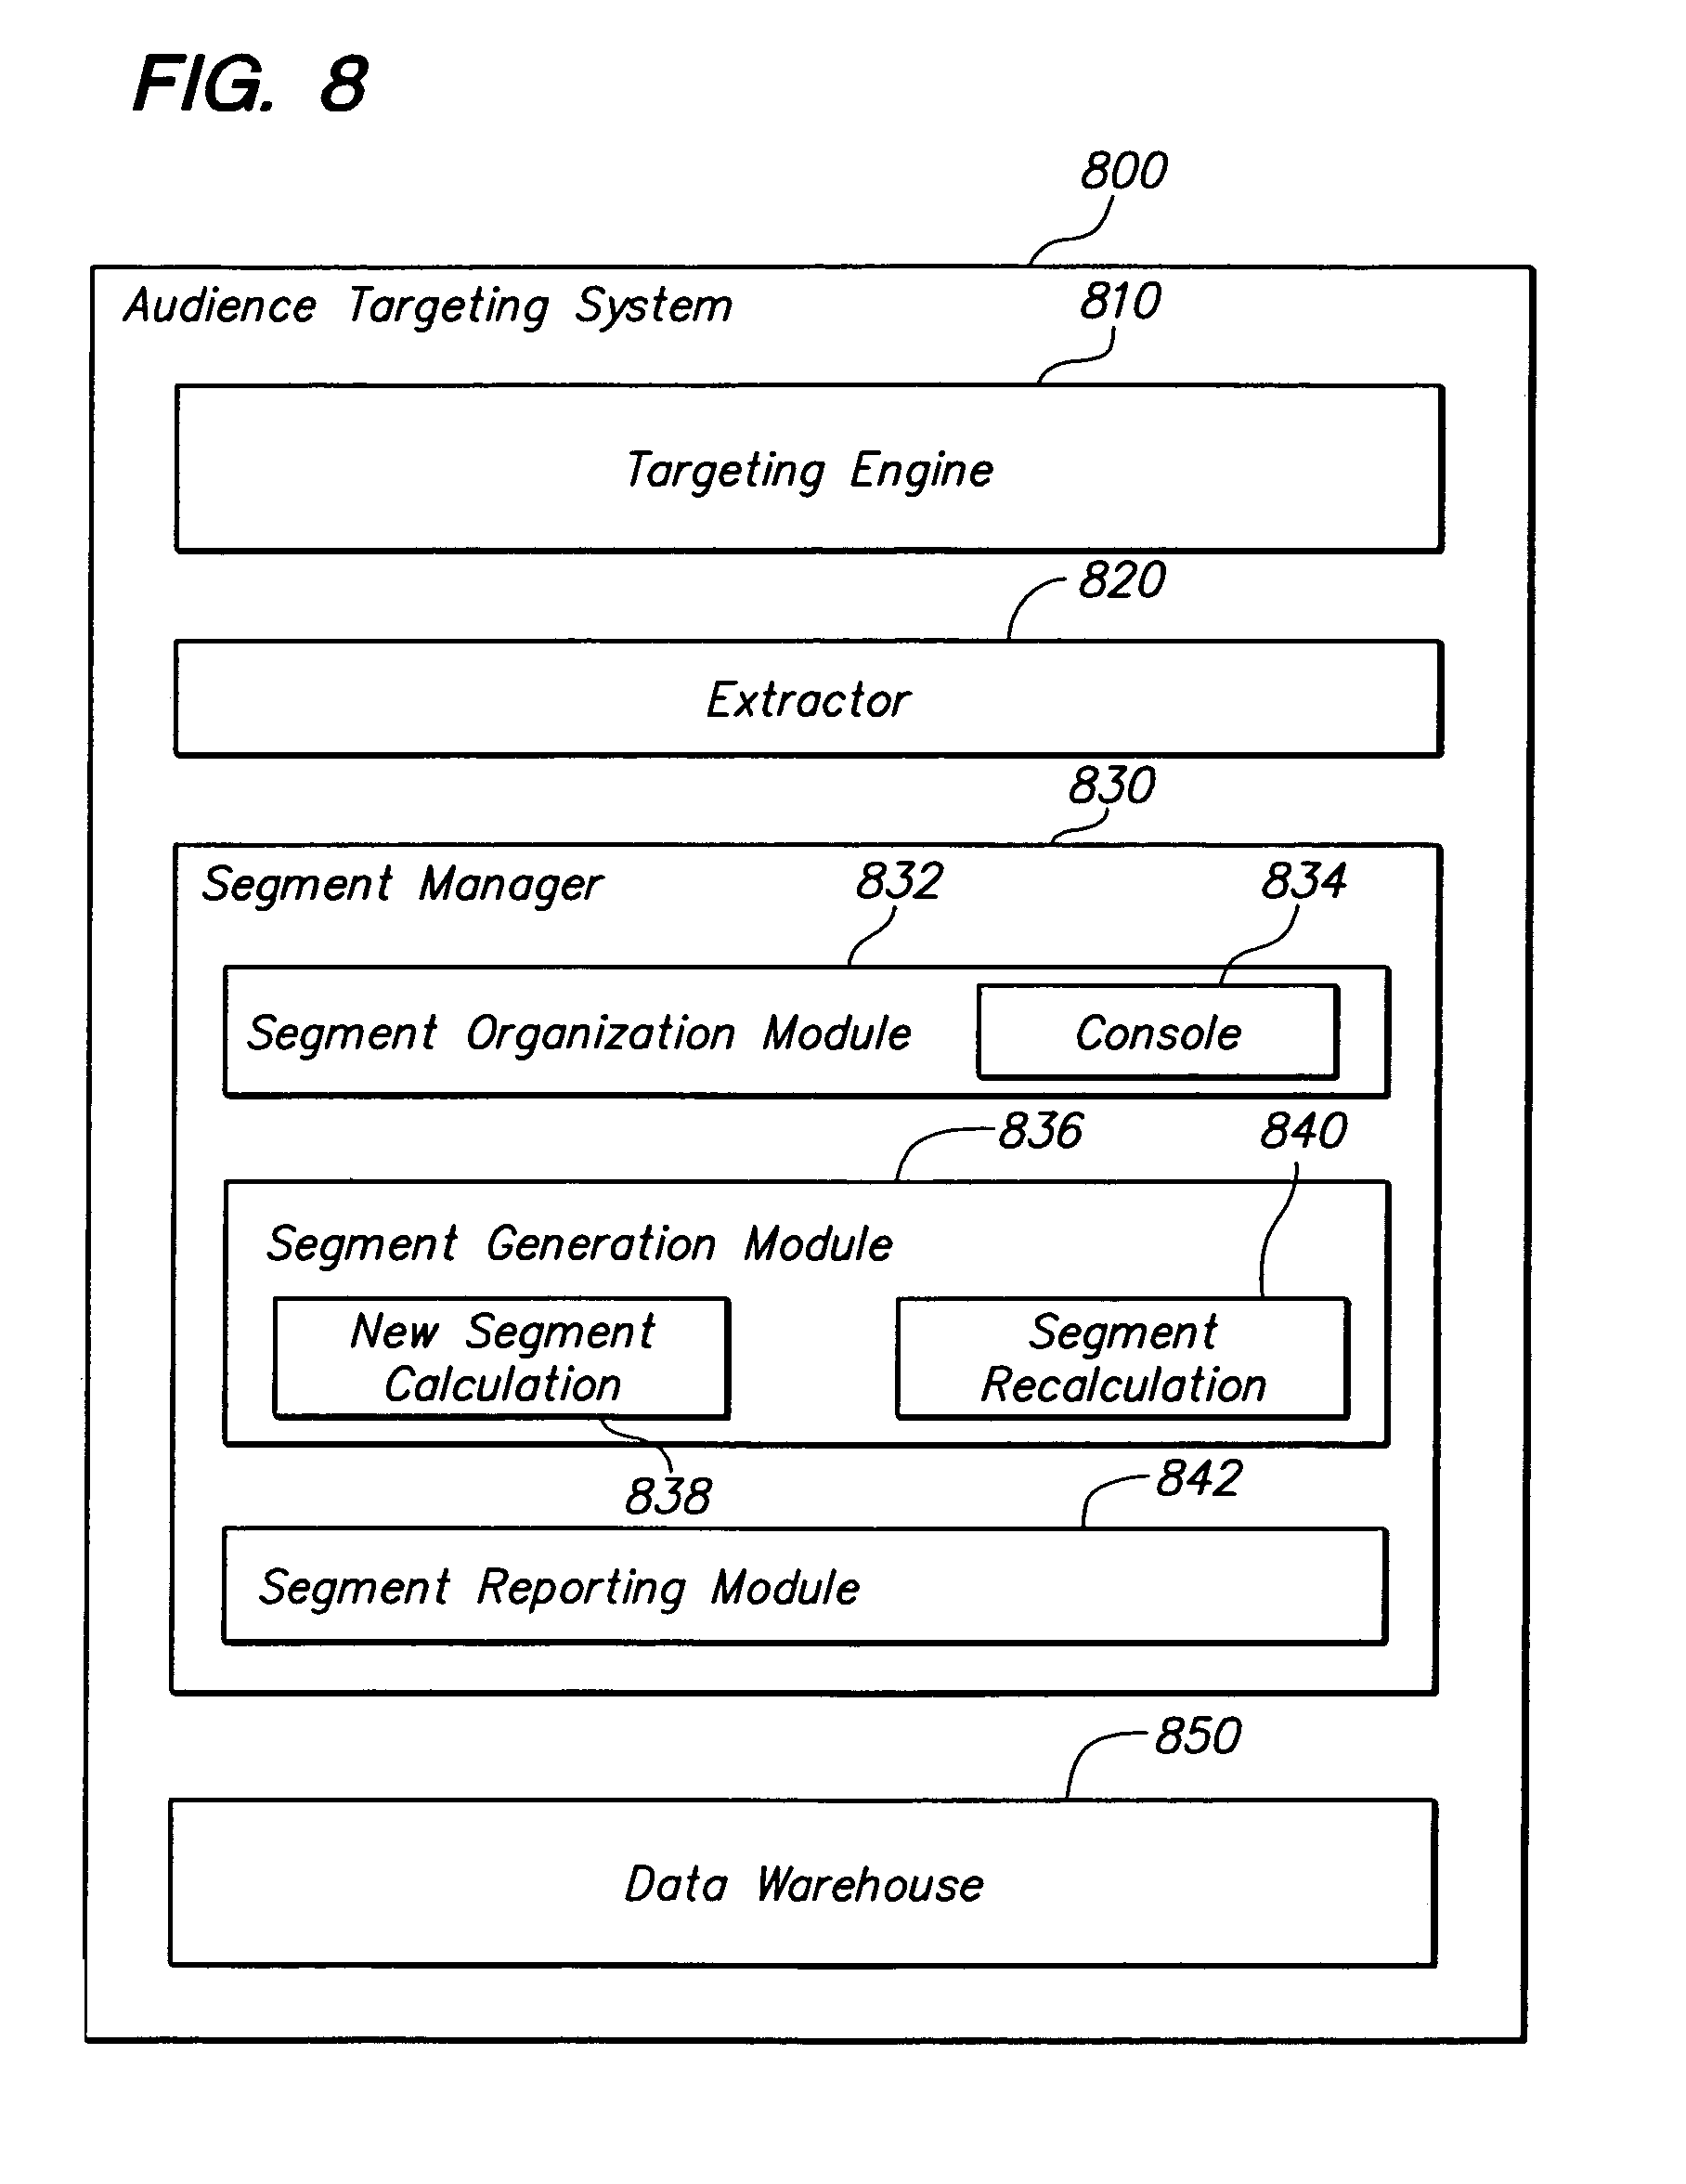 FIG. 8
800
Audience Targeting System
810
Targeting Engine
820
Extractor
830
Segment Manager
832
834
Segment Organization Module
Console
836
840
Segment Generation Module
New Segment
Calculation
Segment
Recalculation
838
842
Segment Reporting Module
850
Data Warehouse